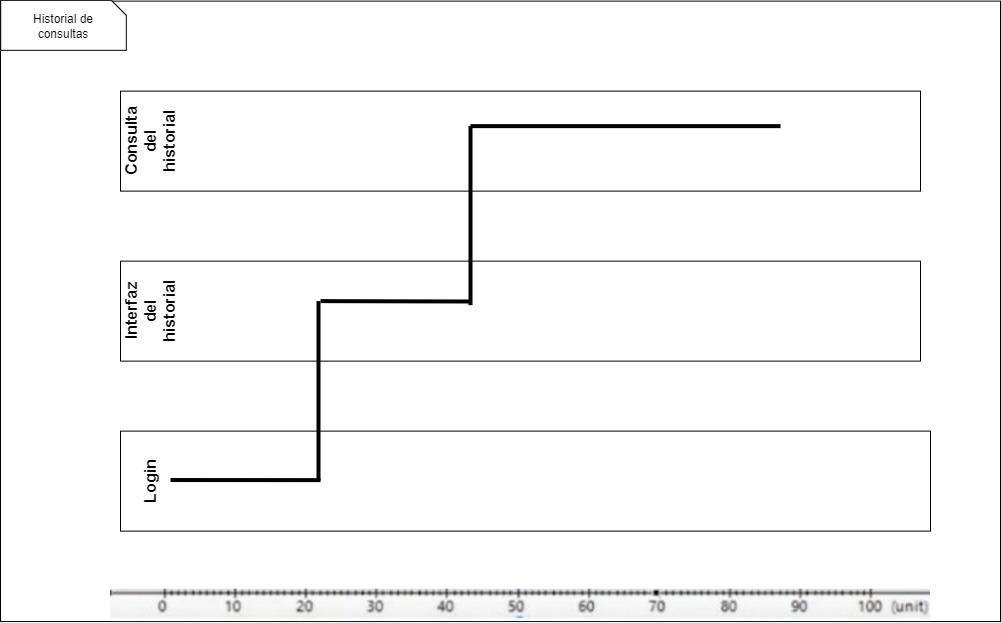 Historial de
consultas
Consulta
del
historial
Interfaz
del
historial
Login
0 10 20 30 40 50 60 70 80 90 100 (unit)